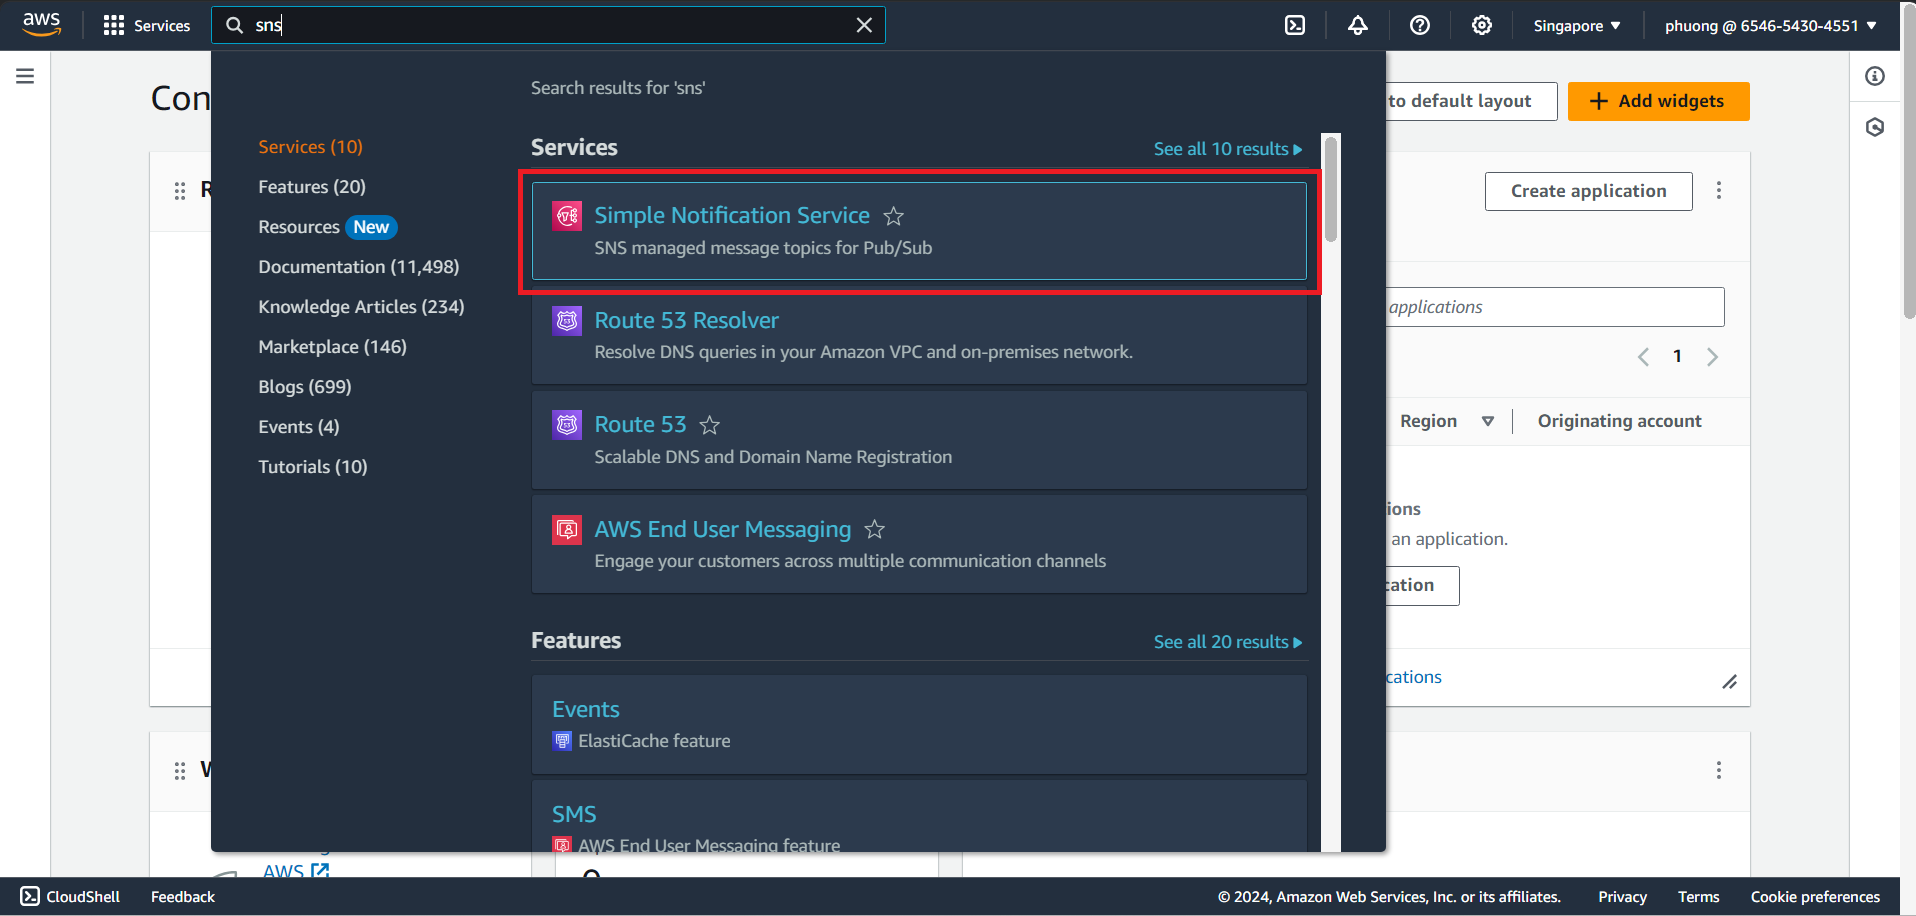 aws
Services
sns
Singapore
phuong @ 6546-5430-4551
Con
to default layout
Add widgets
Search results for 'sns'
Services (10)
Features (20)
Resources New
Documentation (11,498)
Knowledge Articles (234)
Marketplace (146)
Blogs (699)
Events (4)
Tutorials (10)
Services
See all 10 results
Simple Notification Service
SNS managed message topics for Pub/Sub
Route 53 Resolver
Resolve DNS queries in your Amazon VPC and on-premises network.
Route 53
Scalable DNS and Domain Name Registration
AWS End User Messaging
Engage your customers across multiple communication channels
Features
See all 20 results
Events
ElastiCache feature
SMS
AWS End User Messaging feature
Create application
applications
1
Region
Originating account
ions
an application.
cation
cations
AWS
CloudShell
Feedback
© 2024, Amazon Web Services, Inc. or its affiliates.
Privacy
Terms
Cookie preferences